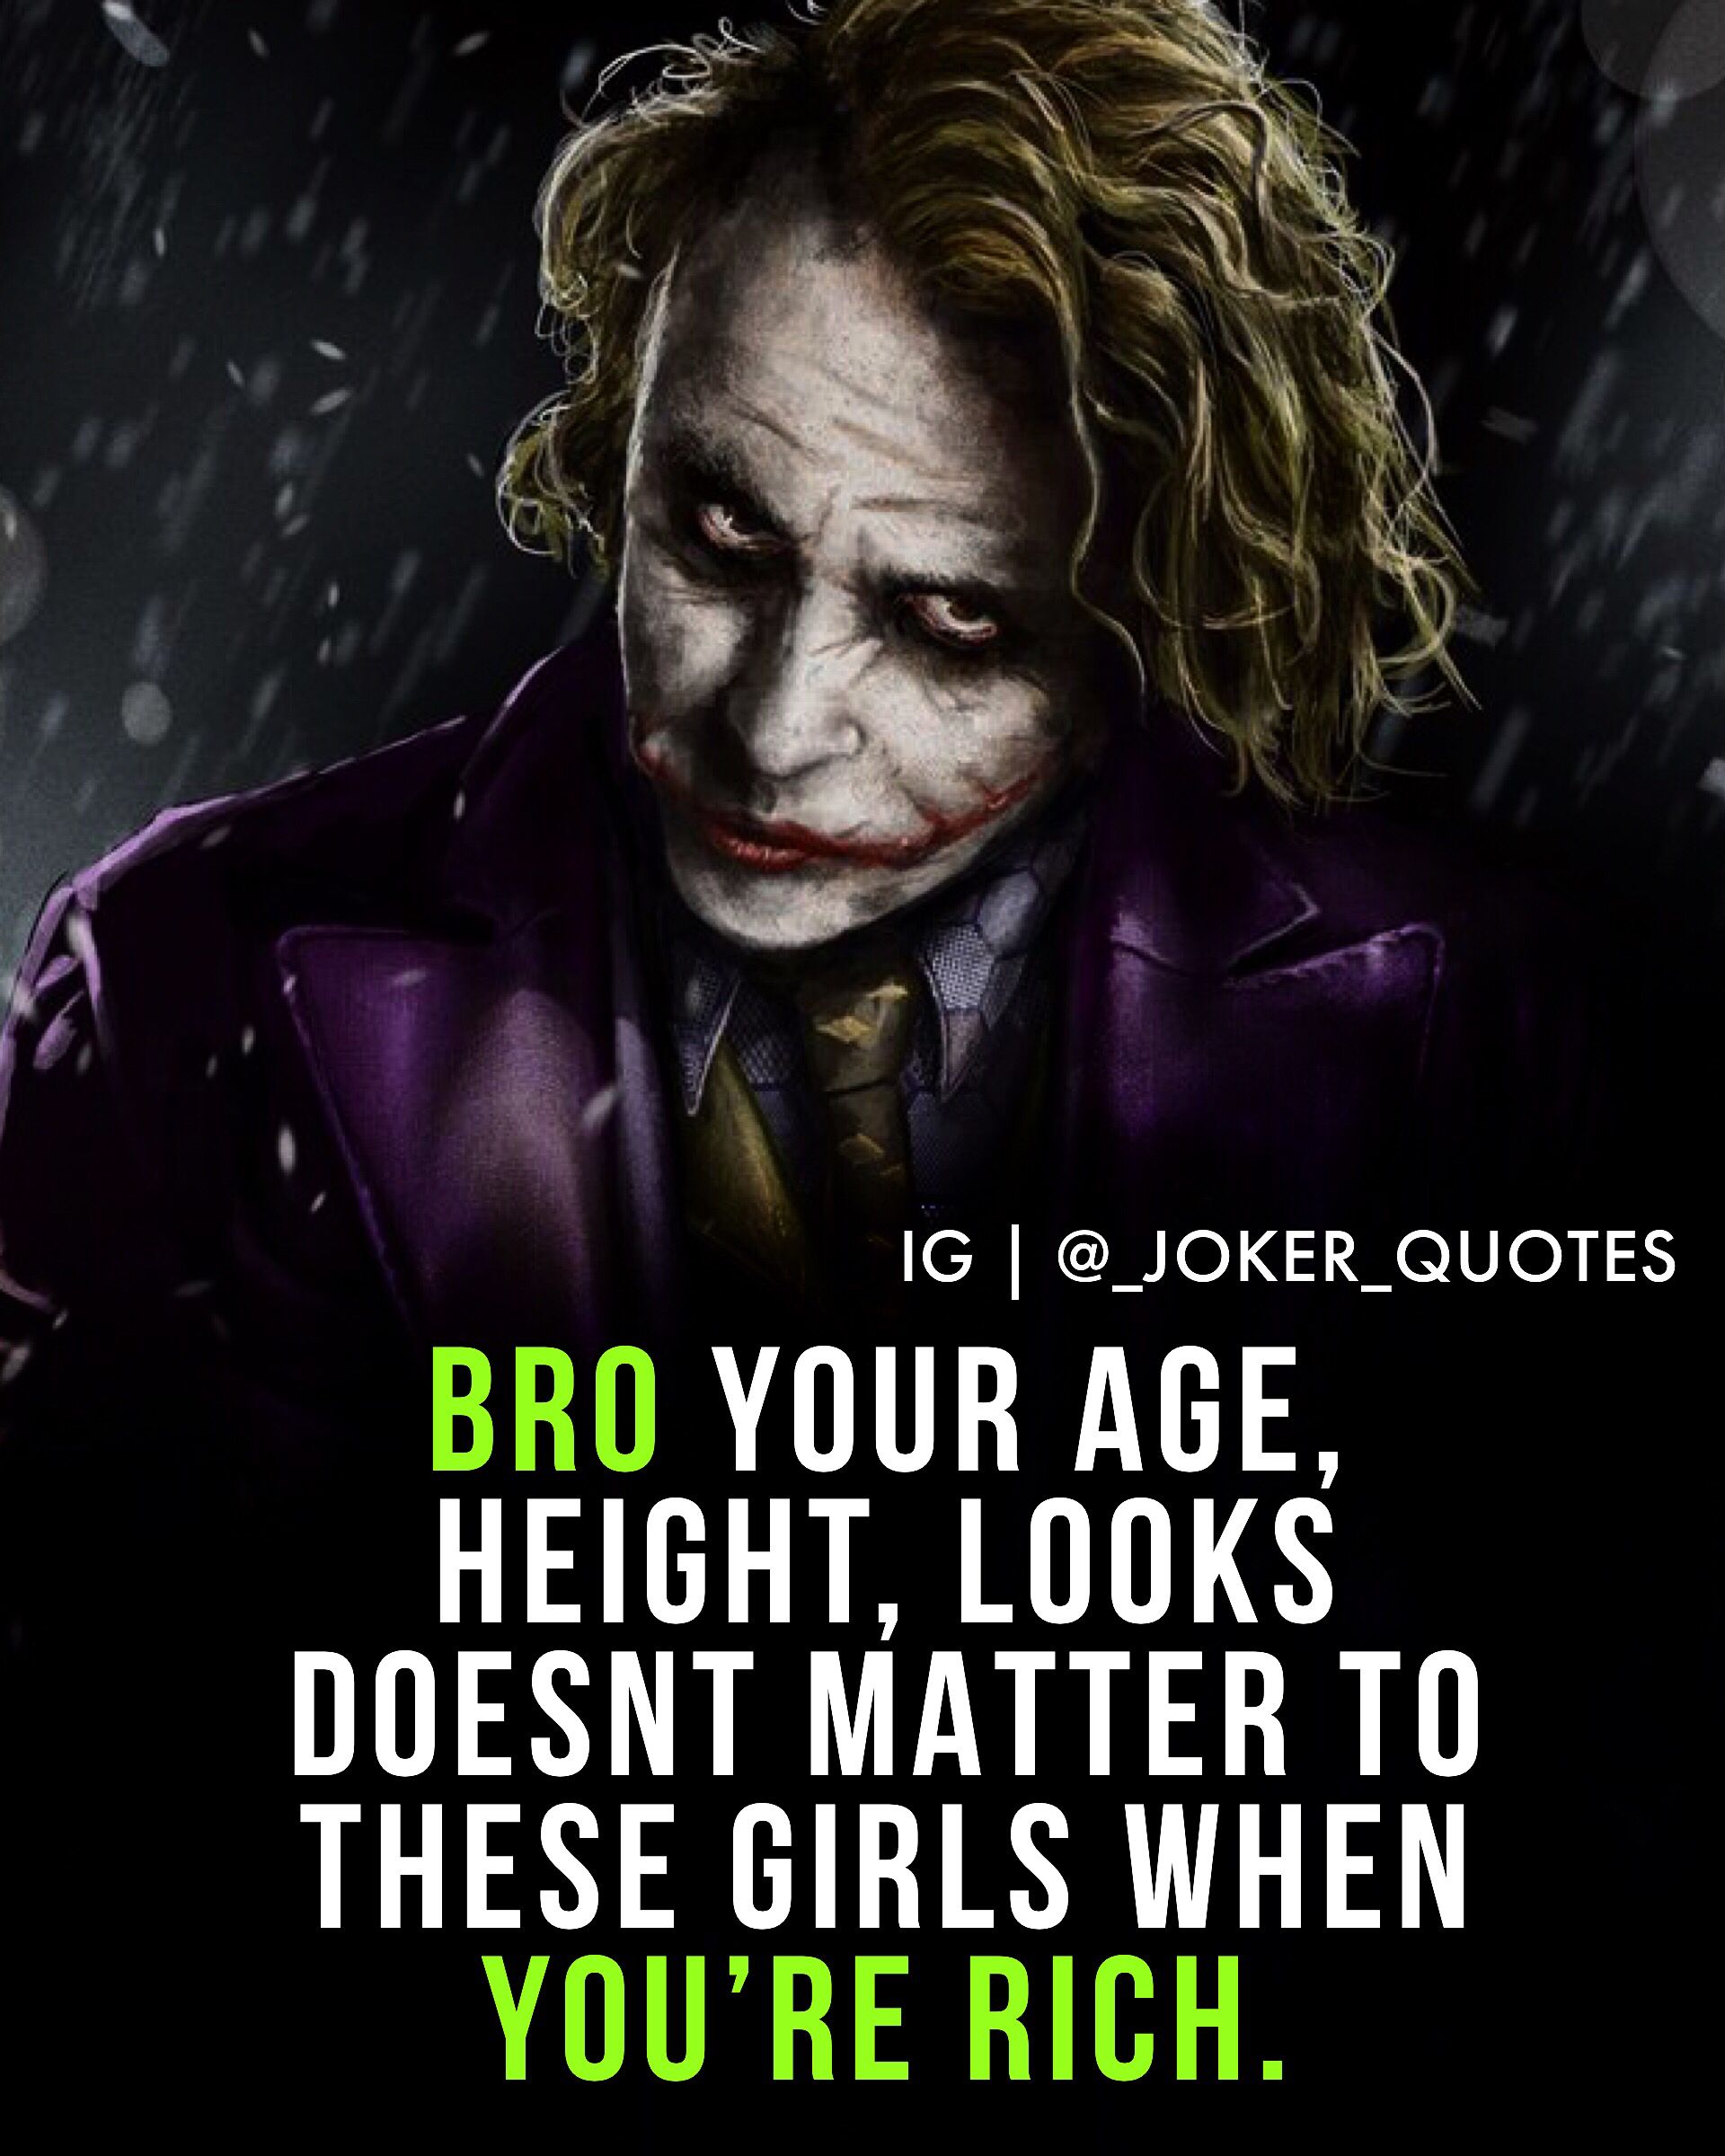 IG | @_JOKER_QUOTES
BRO YOUR AGE,
HEIGHT, LOOKS
DOESNT MATTER TO
THESE GIRLS WHEN
YOU’RE RICH.